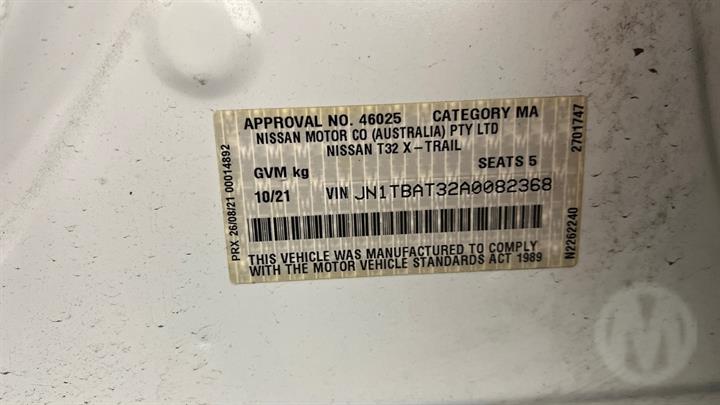 APPROVAL NO. 46025 CATEGORY MA
NISSAN MOTOR CO (AUSTRALIA) PTY LTD
NISSAN T32 X-TRAIL
GVM kg SEATS 5
10/21 VIN JN1TBAT32A0082368
THIS VEHICLE WAS MANUFACTURED TO COMPLY
WITH THE MOTOR VEHICLE STANDARDS ACT 1989
PRX 26/08/21 00014892
N2262240 2701747
M